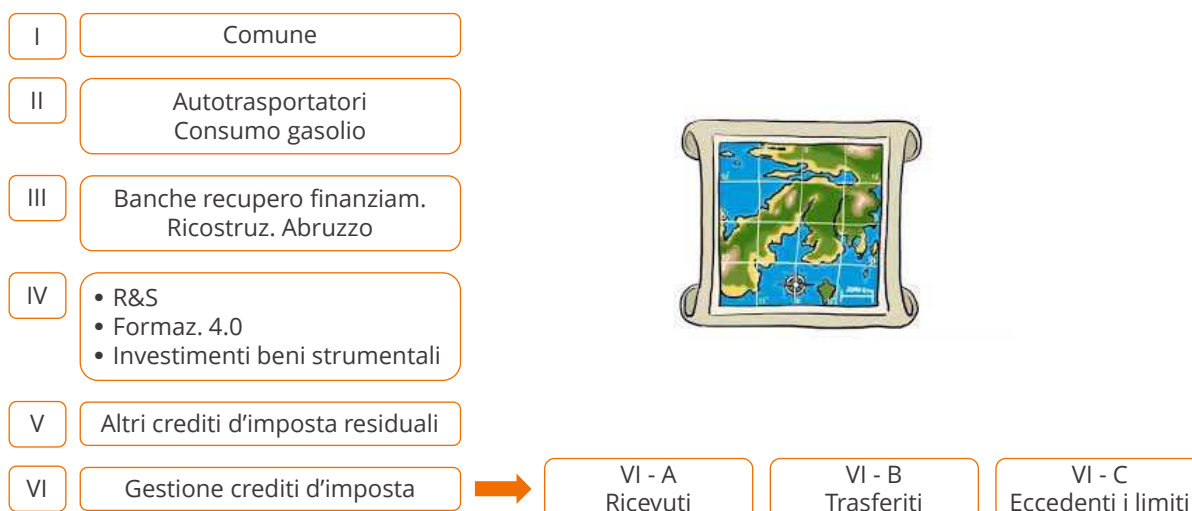 I
Comune
II
Autotrasportatori
Consumo gasolio
III
Banche recupero finanziam.
Ricostruz. Abruzzo
IV
• R&S
• Formaz. 4.0
• Investimenti beni strumentali
V
Altri crediti d’imposta residuali
VI
Gestione crediti d’imposta
VI - A
Ricevuti
VI - B
Trasferiti
VI - C
Eccedenti i limiti